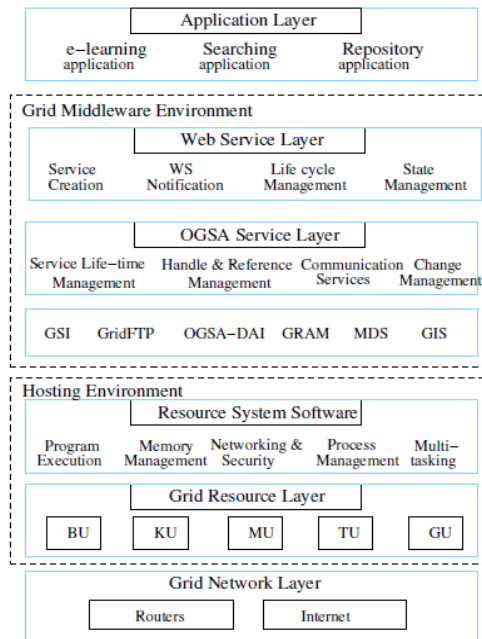 Application Layer
e-learning Searching Repository
application application application
Grid Middleware Environment
Web Service Layer
Service WS Life cycle State
Creation Notification Management Management
OGSA Service Layer
Service Life-time Handle & Reference Communication Change
Management Management Services Management
GSI GridFTP OGSA-DAI GRAM MDS GIS
Hosting Environment
Resource System Software
Program Memory Networking & Process Multi-
Execution Management Security Management tasking
Grid Resource Layer
BU KU MU TU GU
Grid Network Layer
Routers Internet